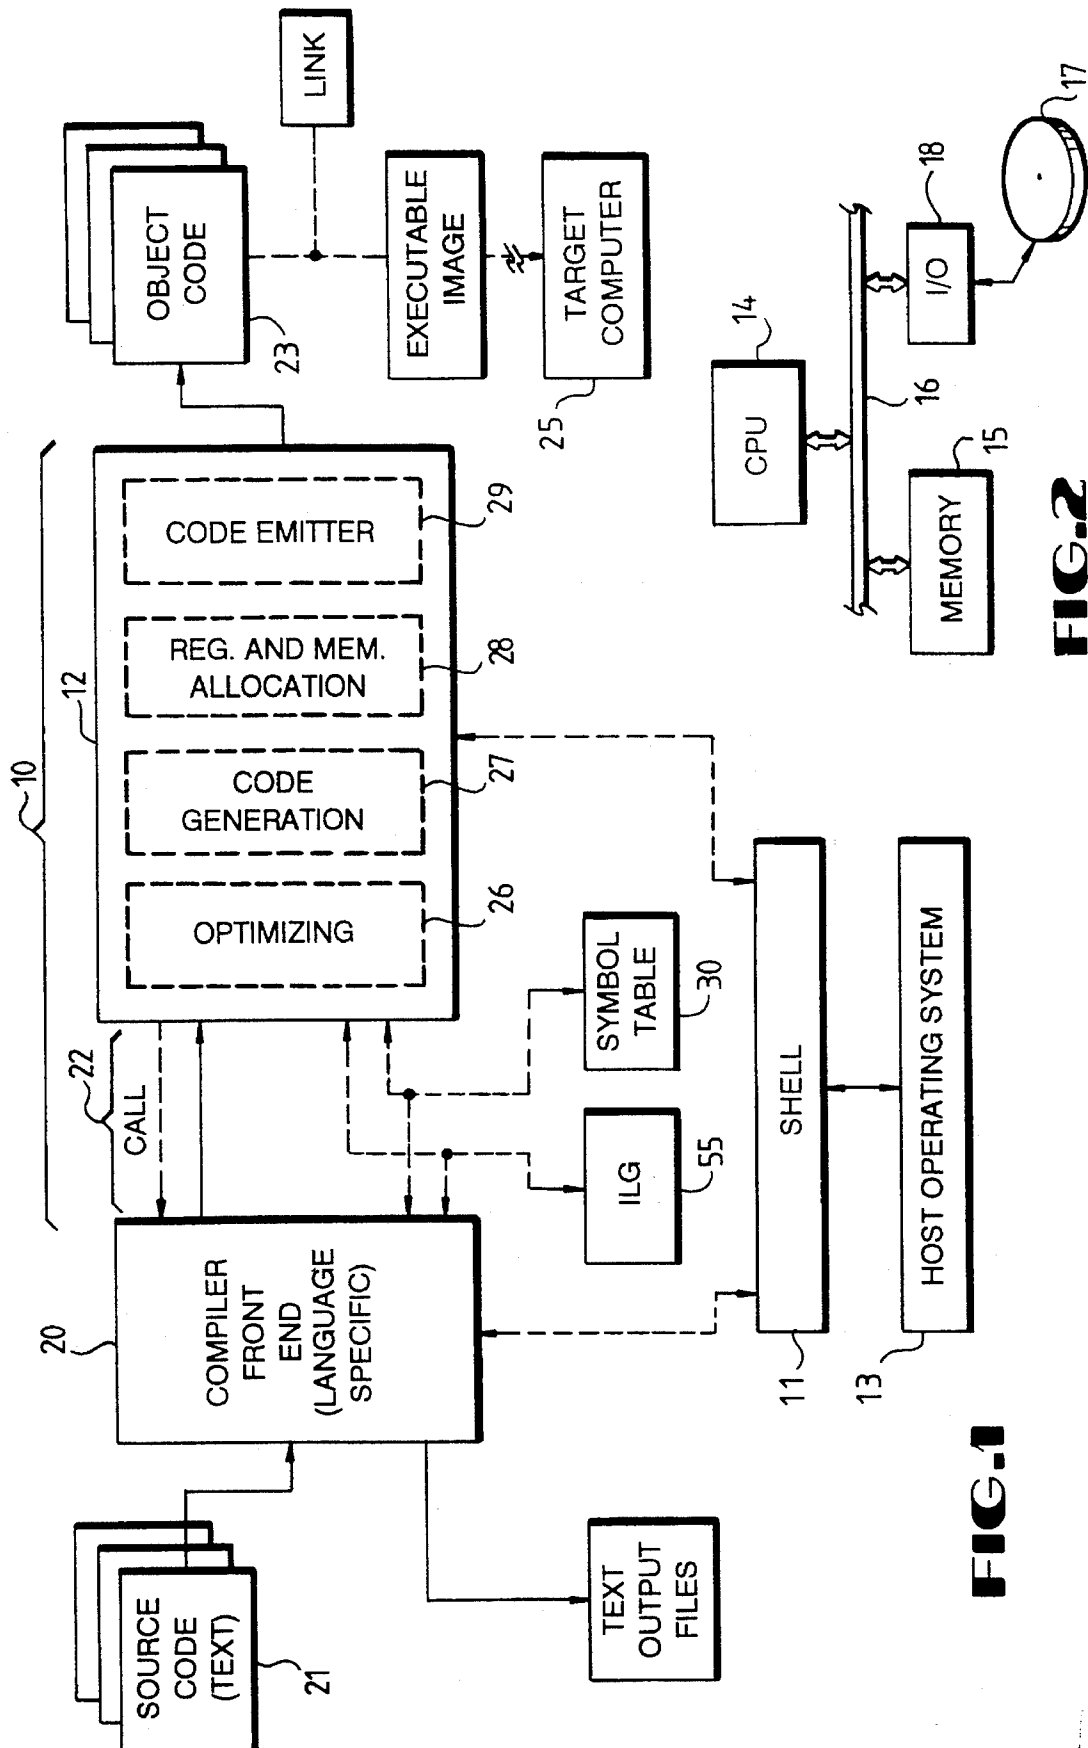 10
12
22
CALL
20
COMPILER
FRONT
END
(LANGUAGE
SPECIFIC)
SOURCE
CODE
(TEXT)
21
TEXT
OUTPUT
FILES
OPTIMIZING
26
CODE
GENERATION
27
REG. AND MEM.
ALLOCATION
28
CODE EMITTER
29
OBJECT
CODE
23
LINK
EXECUTABLE
IMAGE
TARGET
COMPUTER
25
ILG
55
SYMBOL
TABLE
30
SHELL
11
HOST OPERATING SYSTEM
13
FIG.1
CPU
14
16
MEMORY
15
I/O
18
17
FIG.2